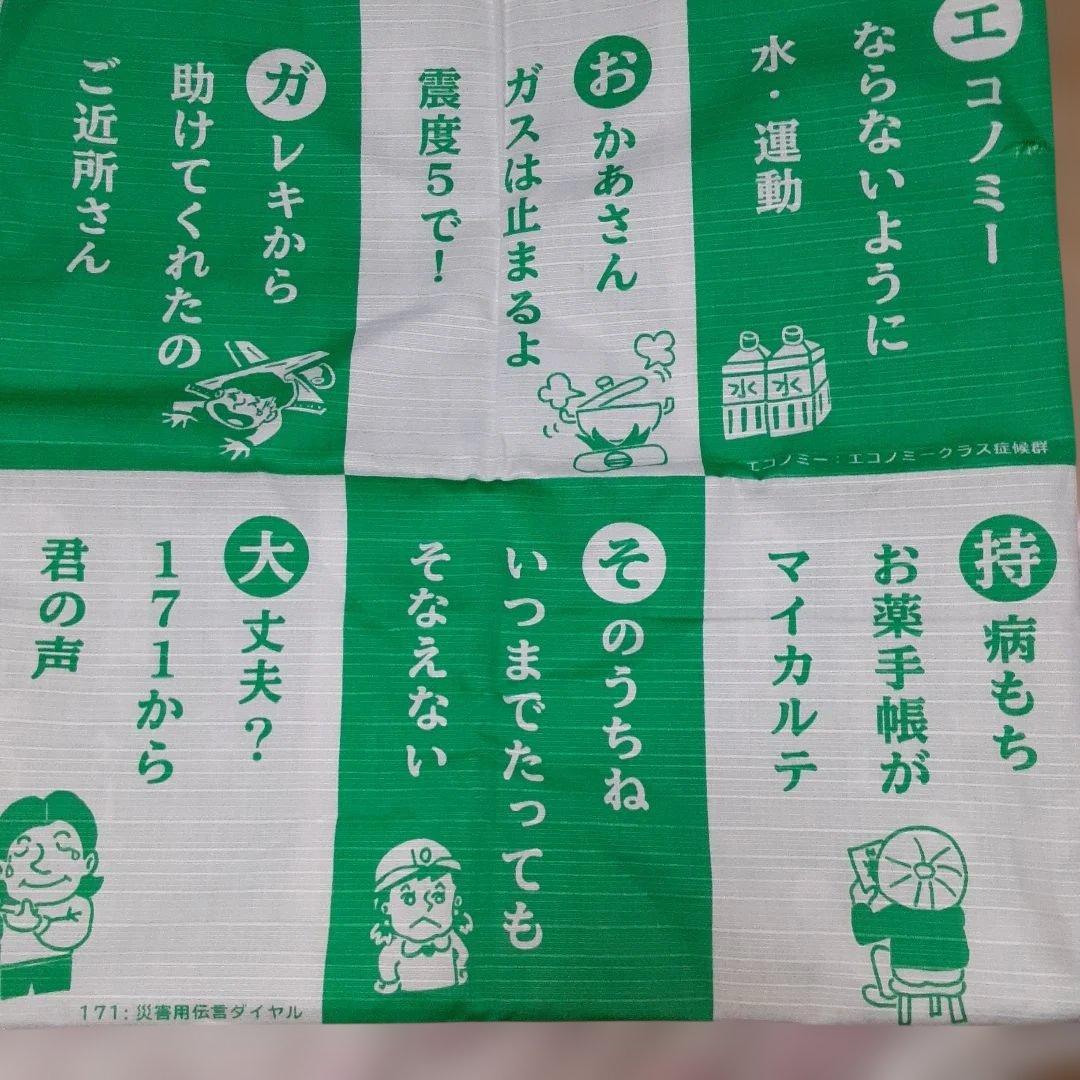 エコノミー
ならないように
水・運動
水
水
エコノミー：エコノミークラス症候群
おかぁさん
ガスは止まるよ
震度5で！
ガレキから
助けてくれたの
ご近所さん
持病もち
お薬手帳が
マイカルテ
そのうちね
いつまでたっても
そなえない
10
大丈夫？
171から
君の声
171：災害用伝言ダイヤル